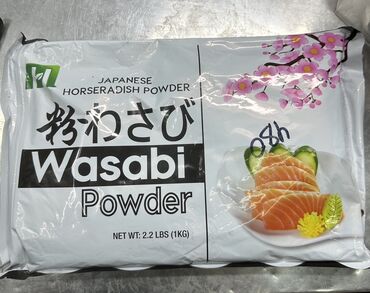 JAPANESE
HORSERADISH POWDER
粉わさび
Wasabi
Powder
NET WT: 2.2 LBS (1KG)